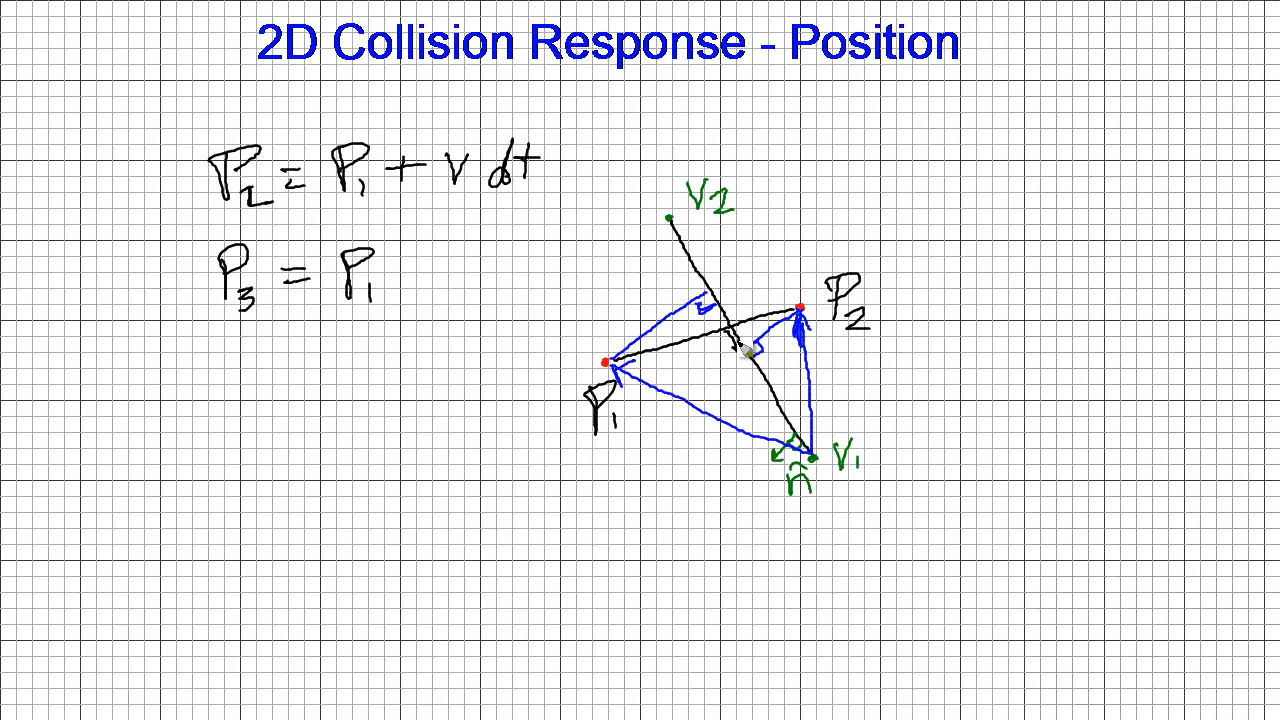 2D Collision Response - Position
P₂ = P₁ + v dt
P₃ = P₁
V2
P₂
P₁
V₁
n̂